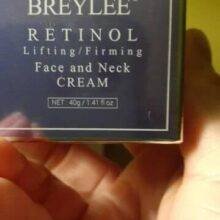 BREYLEE
RETINOL
Lifting/Firming
Face and Neck
CREAM
NET : 40g/1.41 fl oz